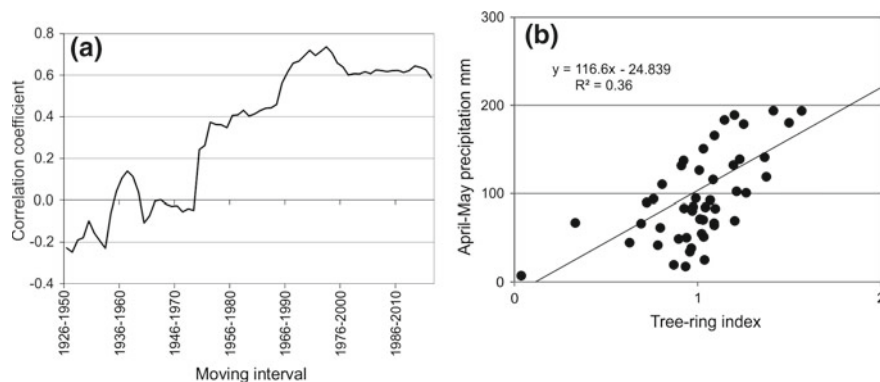 (a)
Correlation coefficient
0.8
0.6
0.4
0.2
0.0
-0.2
-0.4
1926-1950
1936-1960
1946-1970
1956-1980
1966-1990
1976-2000
1986-2010
Moving interval
(b)
April-May precipitation mm
300
200
100
0
y = 116.6x - 24.839
R² = 0.36
0
1
2
Tree-ring index